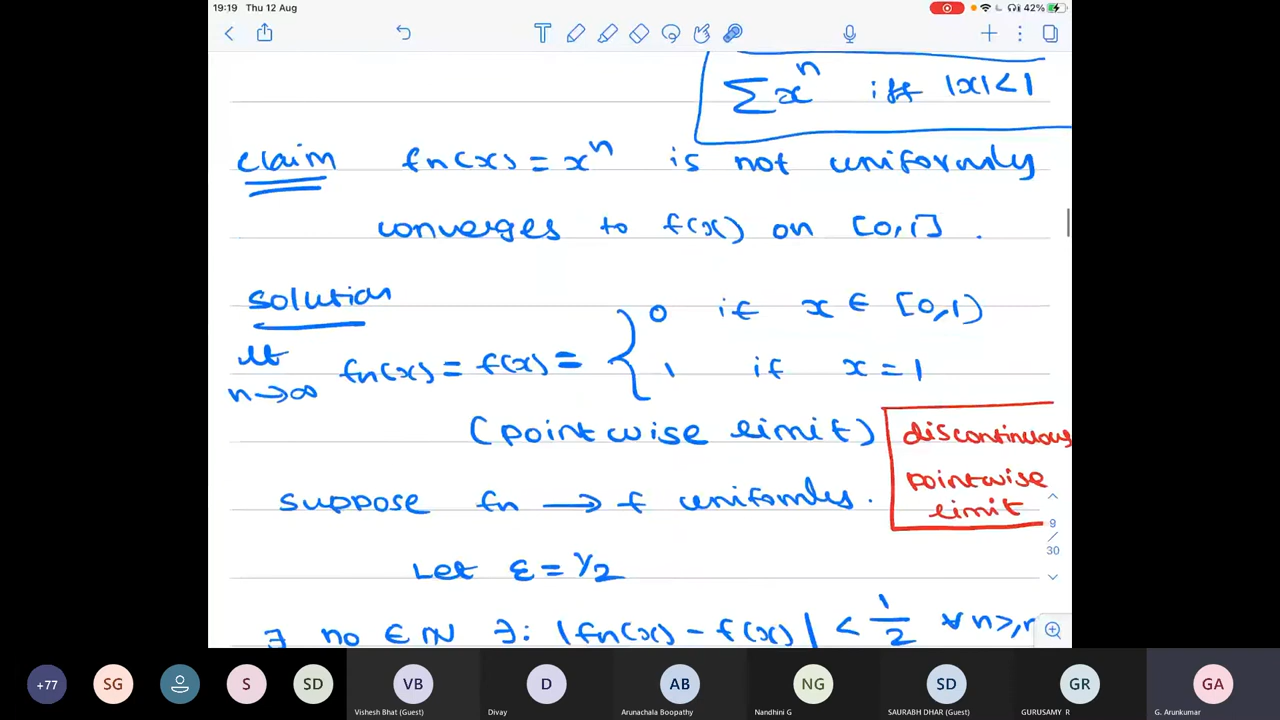 19:19 Thu 12 Aug
42%
∑xⁿ iff |x|<1
claim fn(x) = xⁿ is not uniformly
converges to f(x) on [0,1].
solution
0 if x ∈ [0,1)
lt n→∞ fn(x) = f(x) = {
1 if x = 1
(pointwise limit)
discontinuous
pointwise
limit
suppose fn → f uniformly.
9
/
30
Let ε = 1/2
∃ no ∈ ℕ ∋: |fn(x) - f(x)| < 1/2 ∀ n ≥,
+77
SG
S
SD
VB
D
AB
NG
SD
GR
GA
Vishesh Bhat (Guest)
Divay
Arunachala Boopathy
Nandhini G
SAURABH DHAR (Guest)
GURUSAMY R
G. Arunkumar